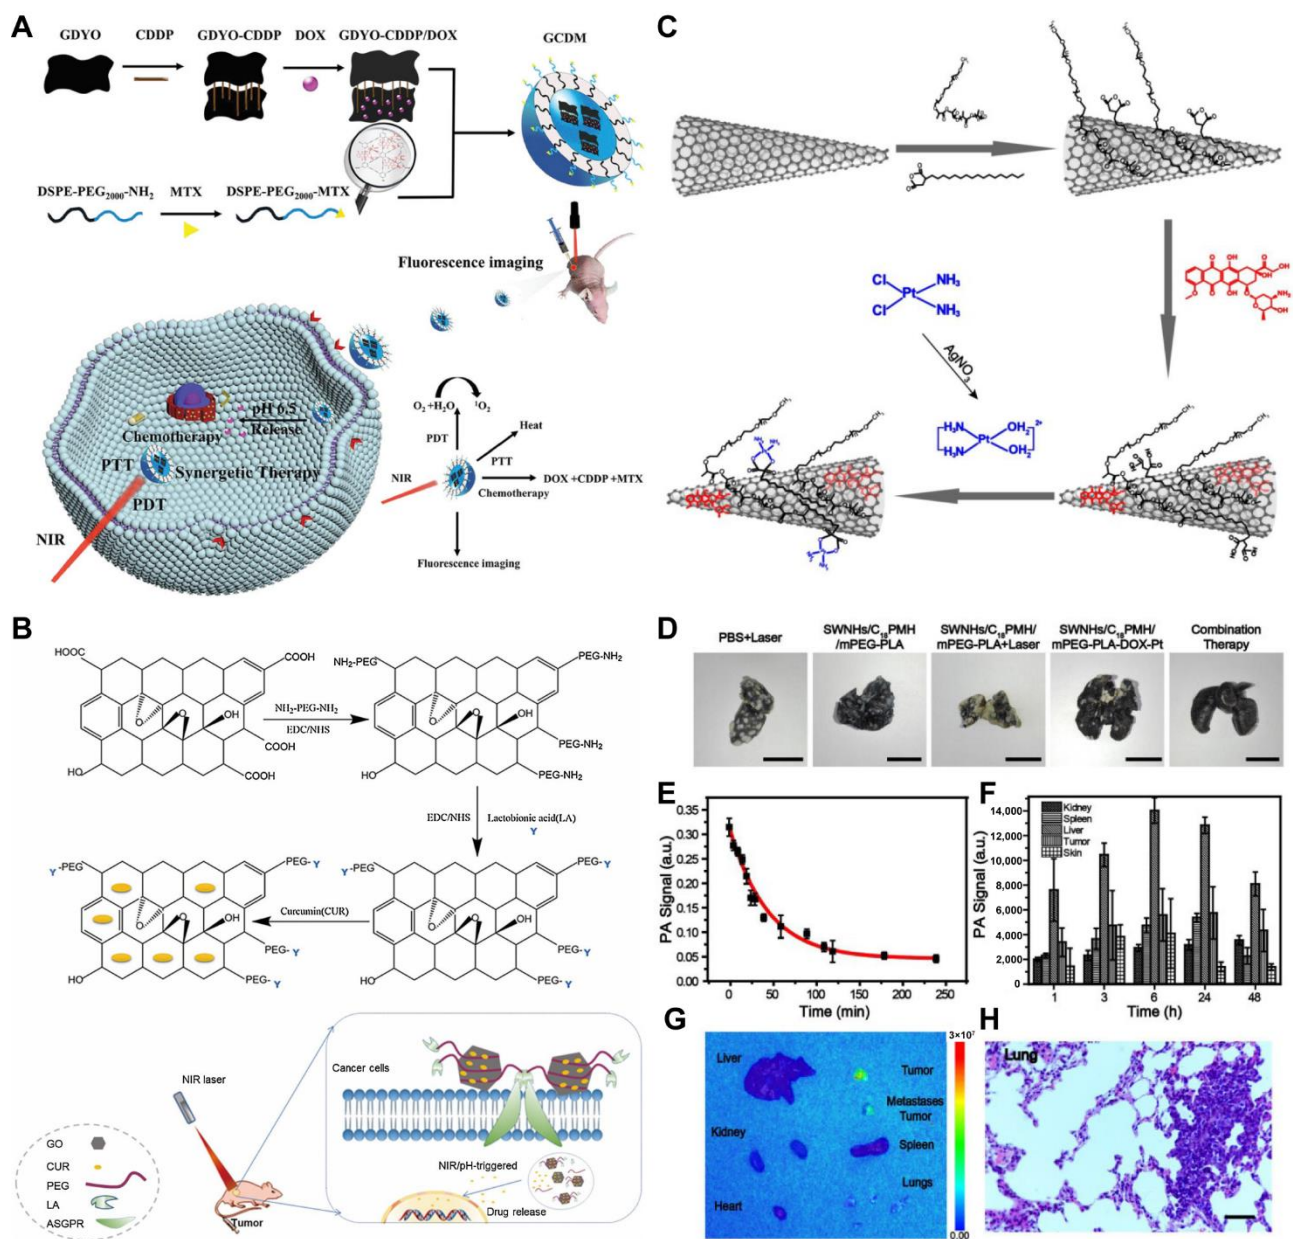 A
GDYO
CDDP
GDYO-CDDP
DOX
GDYO-CDDP/DOX
GCDM
DSPE-PEG2000-NH2
MTX
DSPE-PEG2000-MTX
Fluorescence imaging
pH 6.5
Release
Chemotherapy
PTT
Synergetic Therapy
PDT
NIR
O2 +H2O
1O2
PDT
Heat
PTT
NIR
DOX +CDDP +MTX
Chemotherapy
Fluorescence imaging
B
HOOC
COOH
OH
COOH
HO
COOH
O
O
NH2-PEG-NH2
EDC/NHS
NH2-PEG
PEG-NH2
OH
PEG-NH2
HO
PEG-NH2
O
O
EDC/NHS
Lactobionic acid(LA)
Y
Y-PEG
PEG-Y
OH
PEG-Y
HO
PEG-Y
O
O
Curcumin(CUR)
Y-PEG
PEG-Y
OH
PEG-Y
HO
PEG-Y
O
O
NIR laser
Tumor
GO
CUR
PEG
LA
ASGPR
Cancer cells
NIR/pH-triggered
Drug release
C
Cl
NH3
Pt
Cl
NH3
AgNO3
H3N
OH2
2+
Pt
H3N
OH2
D
PBS+Laser
SWNHs/C18PMH
/mPEG-PLA
SWNHs/C18PMH/
mPEG-PLA+Laser
SWNHs/C18PMH/
mPEG-PLA-DOX-Pt
Combination
Therapy
E
PA Signal (a.u.)
0.35
0.30
0.25
0.20
0.15
0.10
0.05
0
50
100
150
200
250
Time (min)
F
PA Signal (a.u.)
14,000
12,000
10,000
8,000
6,000
4,000
2,000
0
Kidney
Spleen
Liver
Tumor
Skin
1
3
6
24
48
Time (h)
G
Liver
Tumor
Metastases
Tumor
Kidney
Spleen
Lungs
Heart
3×10⁷
0.00
H
Lung